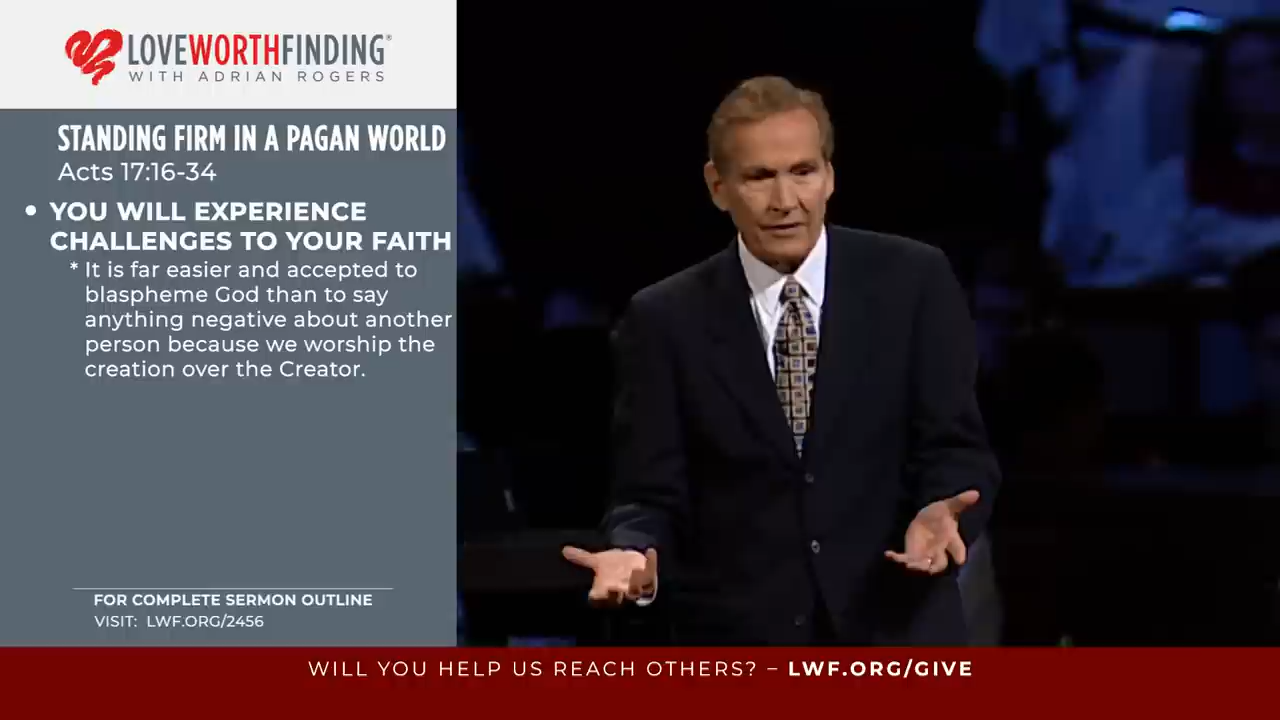 LOVEWORTHFINDING®
WITH ADRIAN ROGERS
STANDING FIRM IN A PAGAN WORLD
Acts 17:16-34
• YOU WILL EXPERIENCE
CHALLENGES TO YOUR FAITH
* It is far easier and accepted to
blaspheme God than to say
anything negative about another
person because we worship the
creation over the Creator.
FOR COMPLETE SERMON OUTLINE
VISIT: LWF.ORG/2456
WILL YOU HELP US REACH OTHERS? – LWF.ORG/GIVE